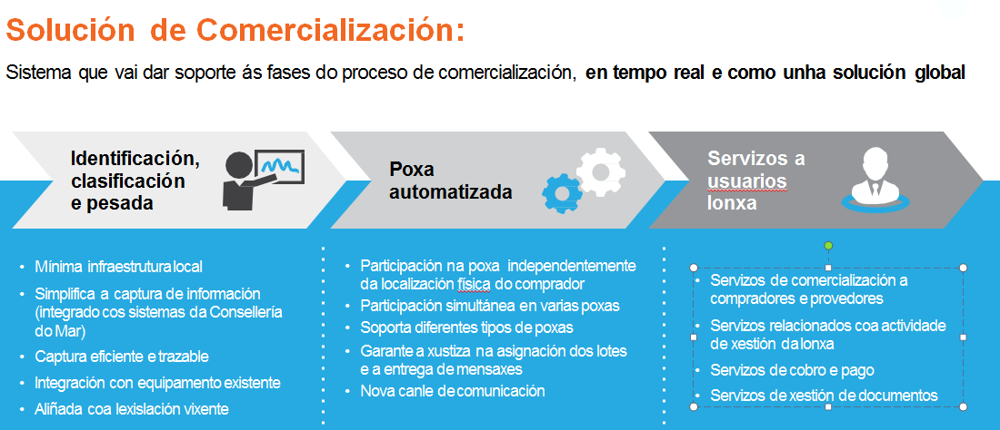 Solución de Comercialización:
Sistema que vai dar soporte ás fases do proceso de comercialización, en tempo real e como unha solución global
Identificación,
clasificación
e pesada
Poxa
automatizada
Servizos a
usuarios
lonxa
• Mínima infraestrutura local
• Simplifica a captura de información
(integrado cos sistemas da Consellería
do Mar)
• Captura eficiente e trazable
• Integración con equipamento existente
• Aliñada coa lexislación vixente
• Participación na poxa independentemente
da localización física do comprador
• Participación simultánea en varias poxas
• Soporta diferentes tipos de poxas
• Garante a xustiza na asignación dos lotes
e a entrega de mensaxes
• Nova canle de comunicación
• Servizos de comercialización a
compradores e provedores
• Servizos relacionados coa actividade
de xestión da lonxa
• Servizos de cobro e pago
• Servizos de xestión de documentos